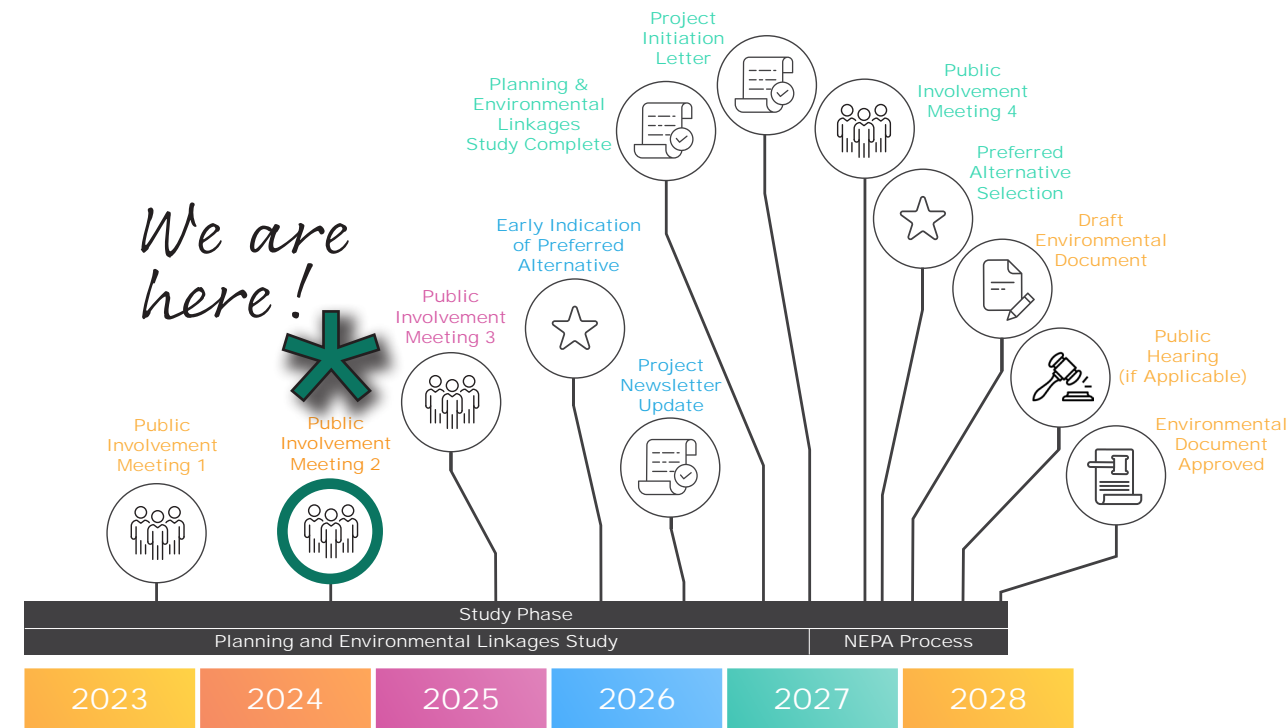 Project
Initiation
Letter
Planning &
Environmental
Linkages
Study Complete
Public
Involvement
Meeting 4
Preferred
Alternative
Selection
We are
here!
Early Indication
of Preferred
Alternative
Draft
Environmental
Document
Public
Involvement
Meeting 3
Project
Newsletter
Update
Public
Hearing
(if Applicable)
Public
Involvement
Meeting 1
Public
Involvement
Meeting 2
Environmental
Document
Approved
Study Phase
Planning and Environmental Linkages Study
NEPA Process
2023
2024
2025
2026
2027
2028